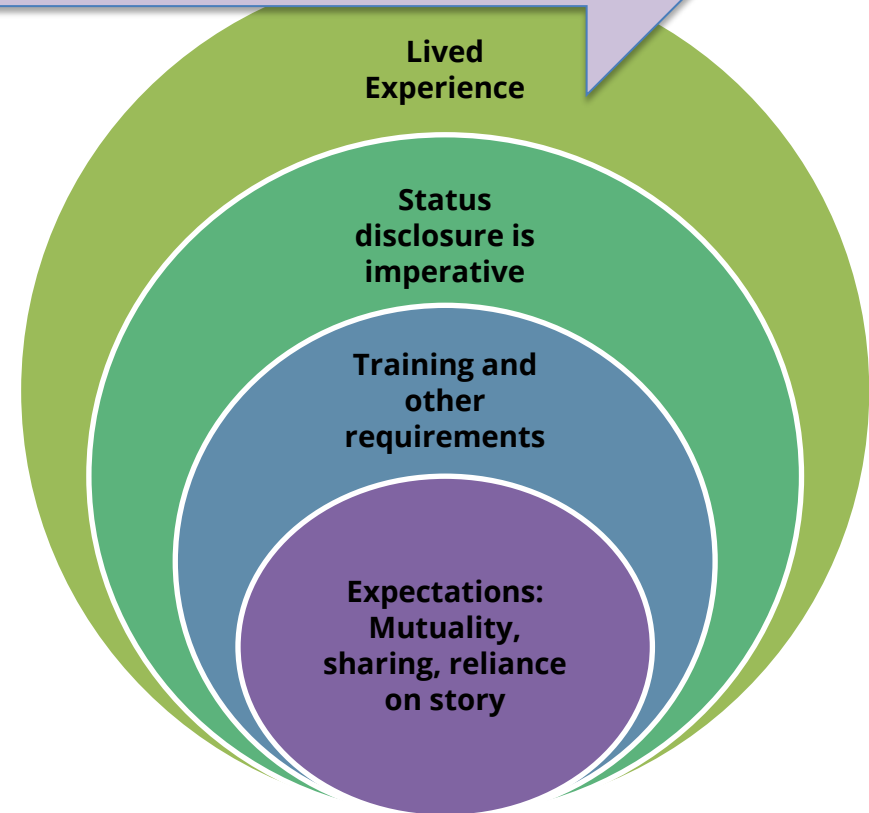 Lived
Experience
Status
disclosure is
imperative
Training and
other
requirements
Expectations:
Mutuality,
sharing, reliance
on story